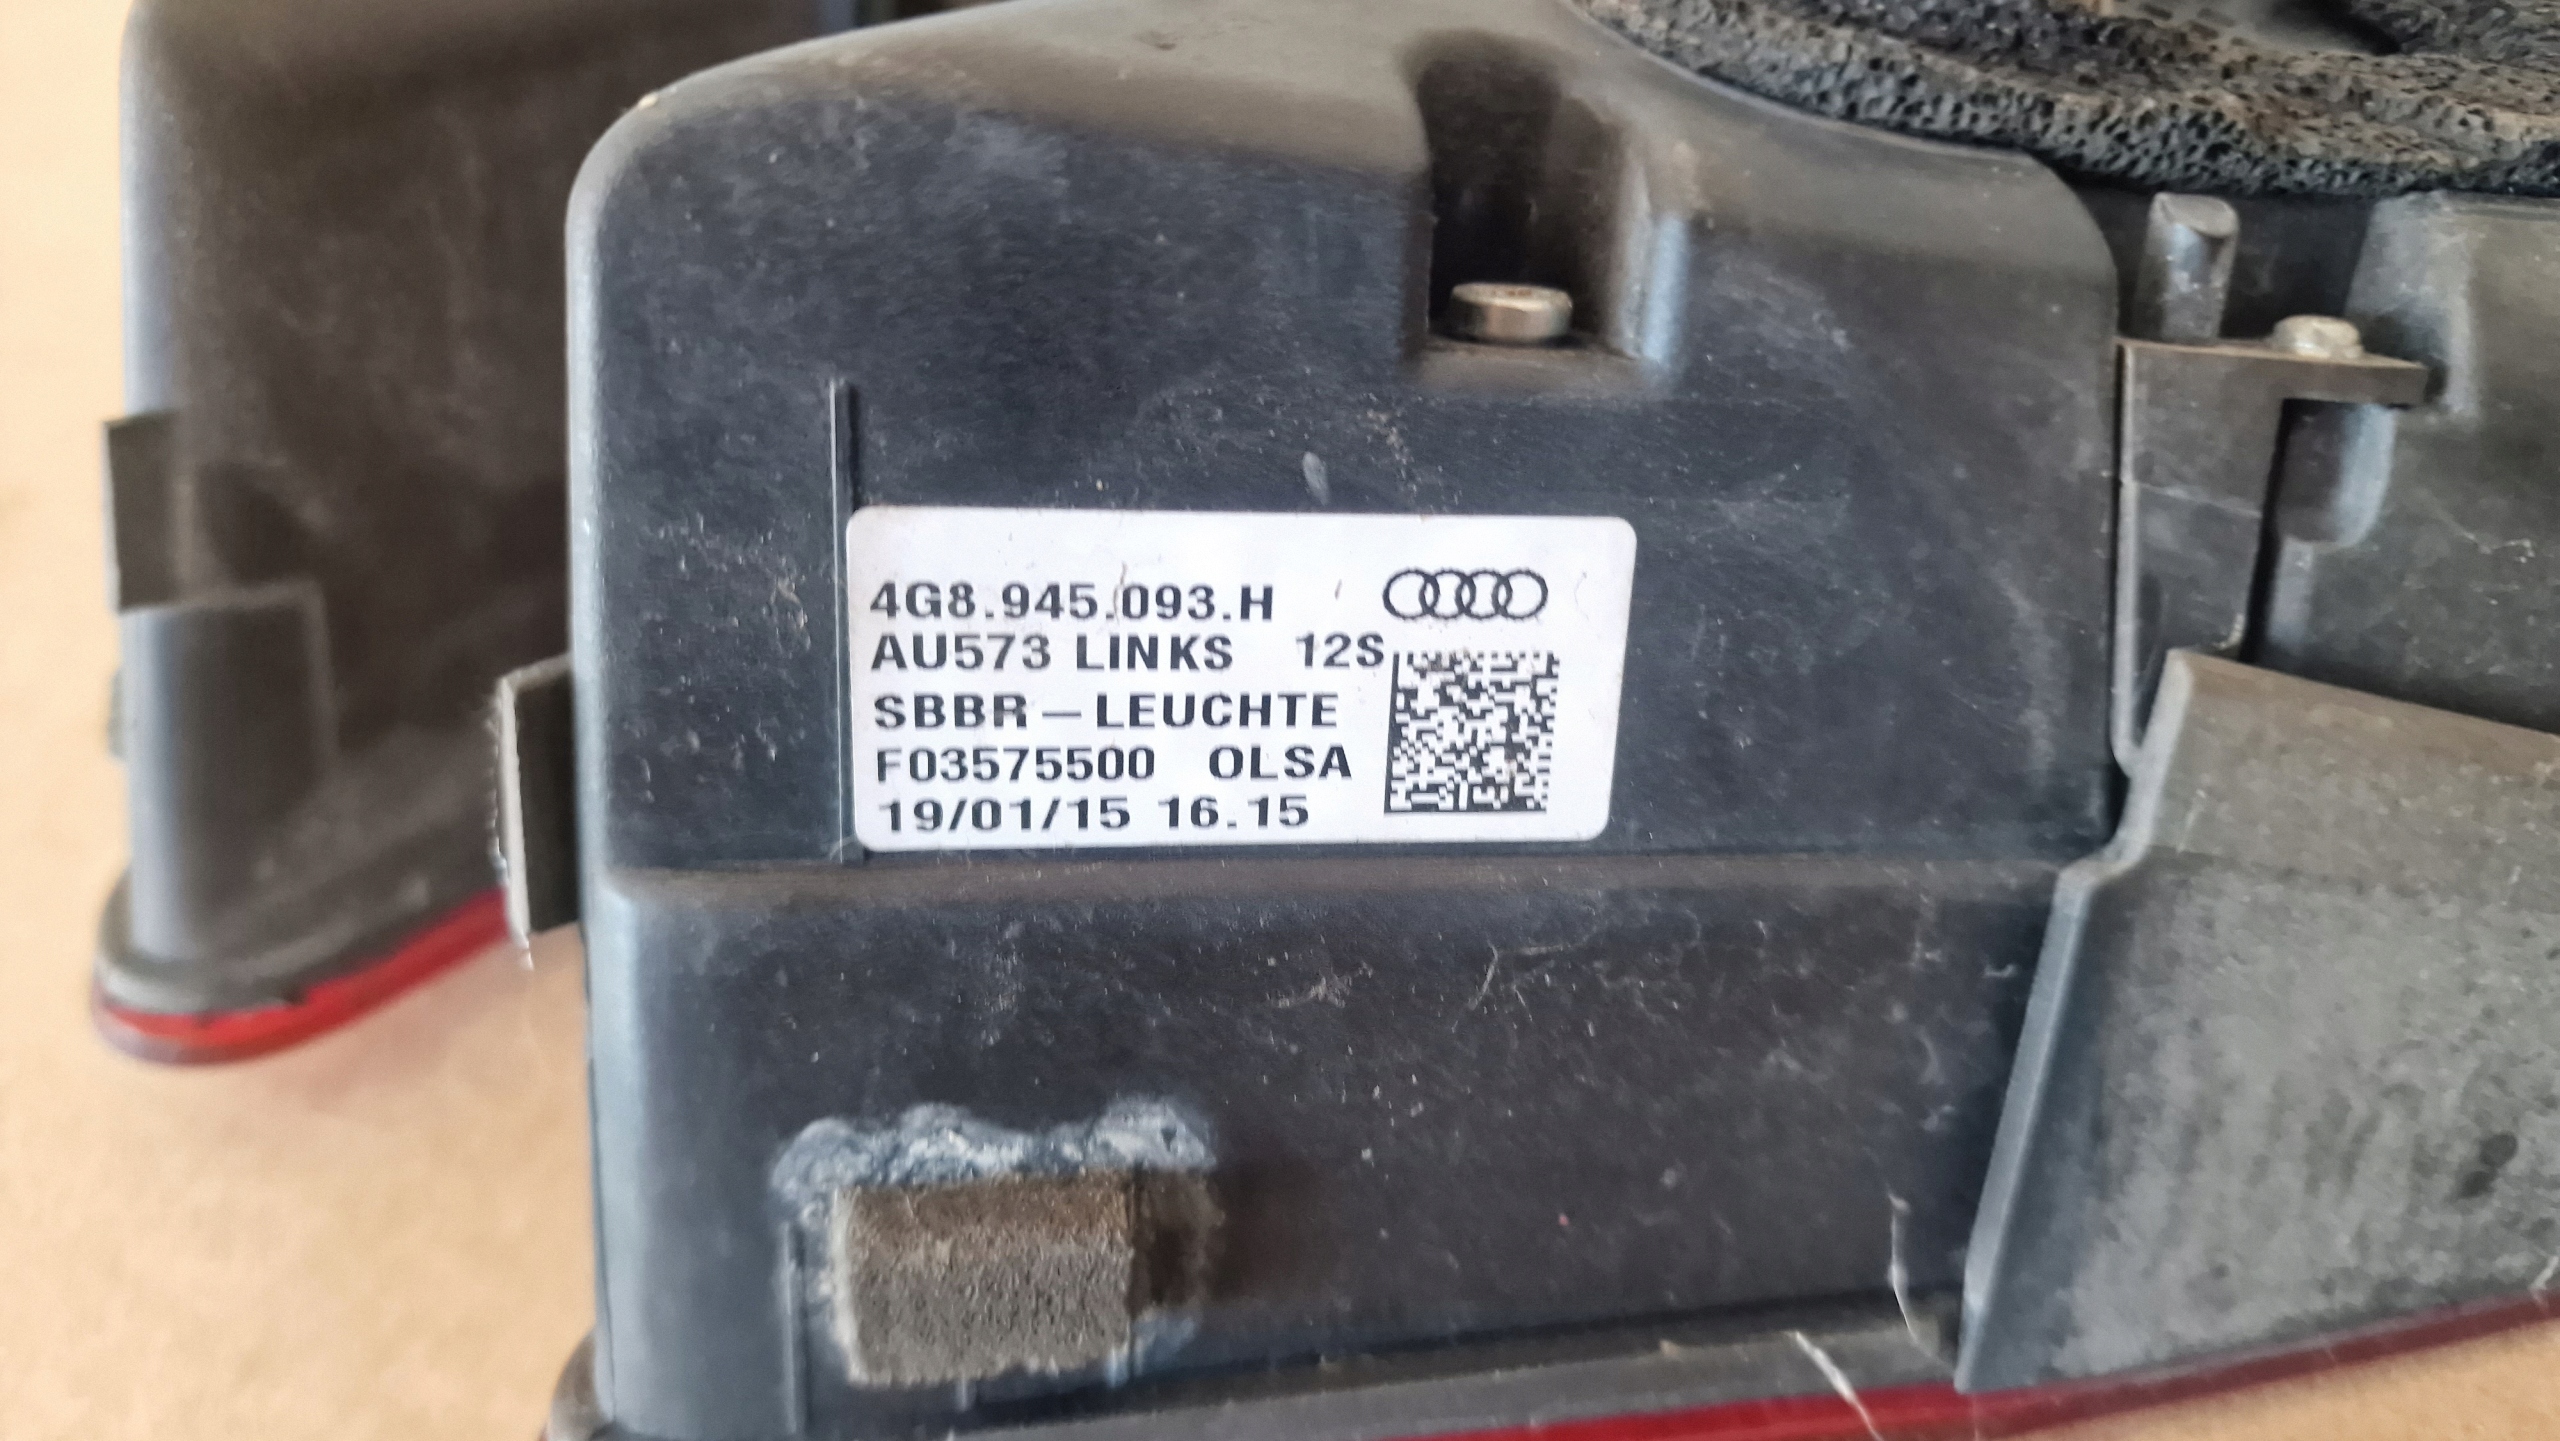 4G8.945.093.H
AU573 LINKS 12S
SBBR-LEUCHTE
F03575500 OLSA
19/01/15 16.15